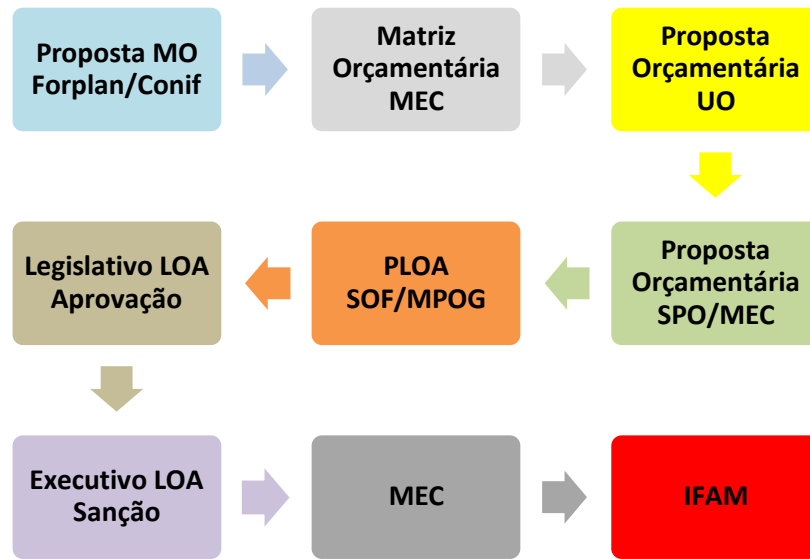 Proposta MO
Forplan/Conif
Matriz
Orçamentária
MEC
Proposta
Orçamentária
UO
Proposta
Orçamentária
SPO/MEC
PLOA
SOF/MPOG
Legislativo LOA
Aprovação
Executivo LOA
Sanção
MEC
IFAM